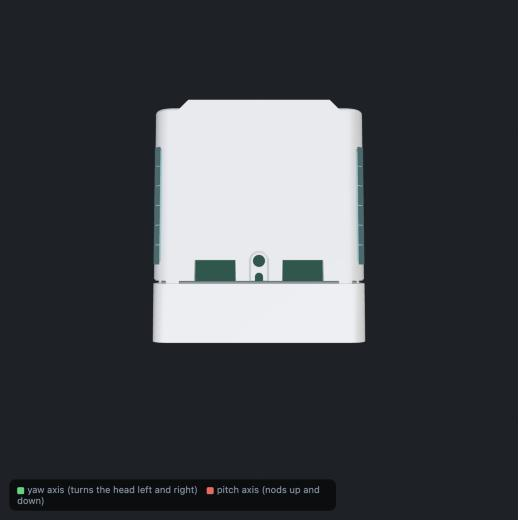 yaw axis (turns the head left and right) pitch axis (nods up and
down)